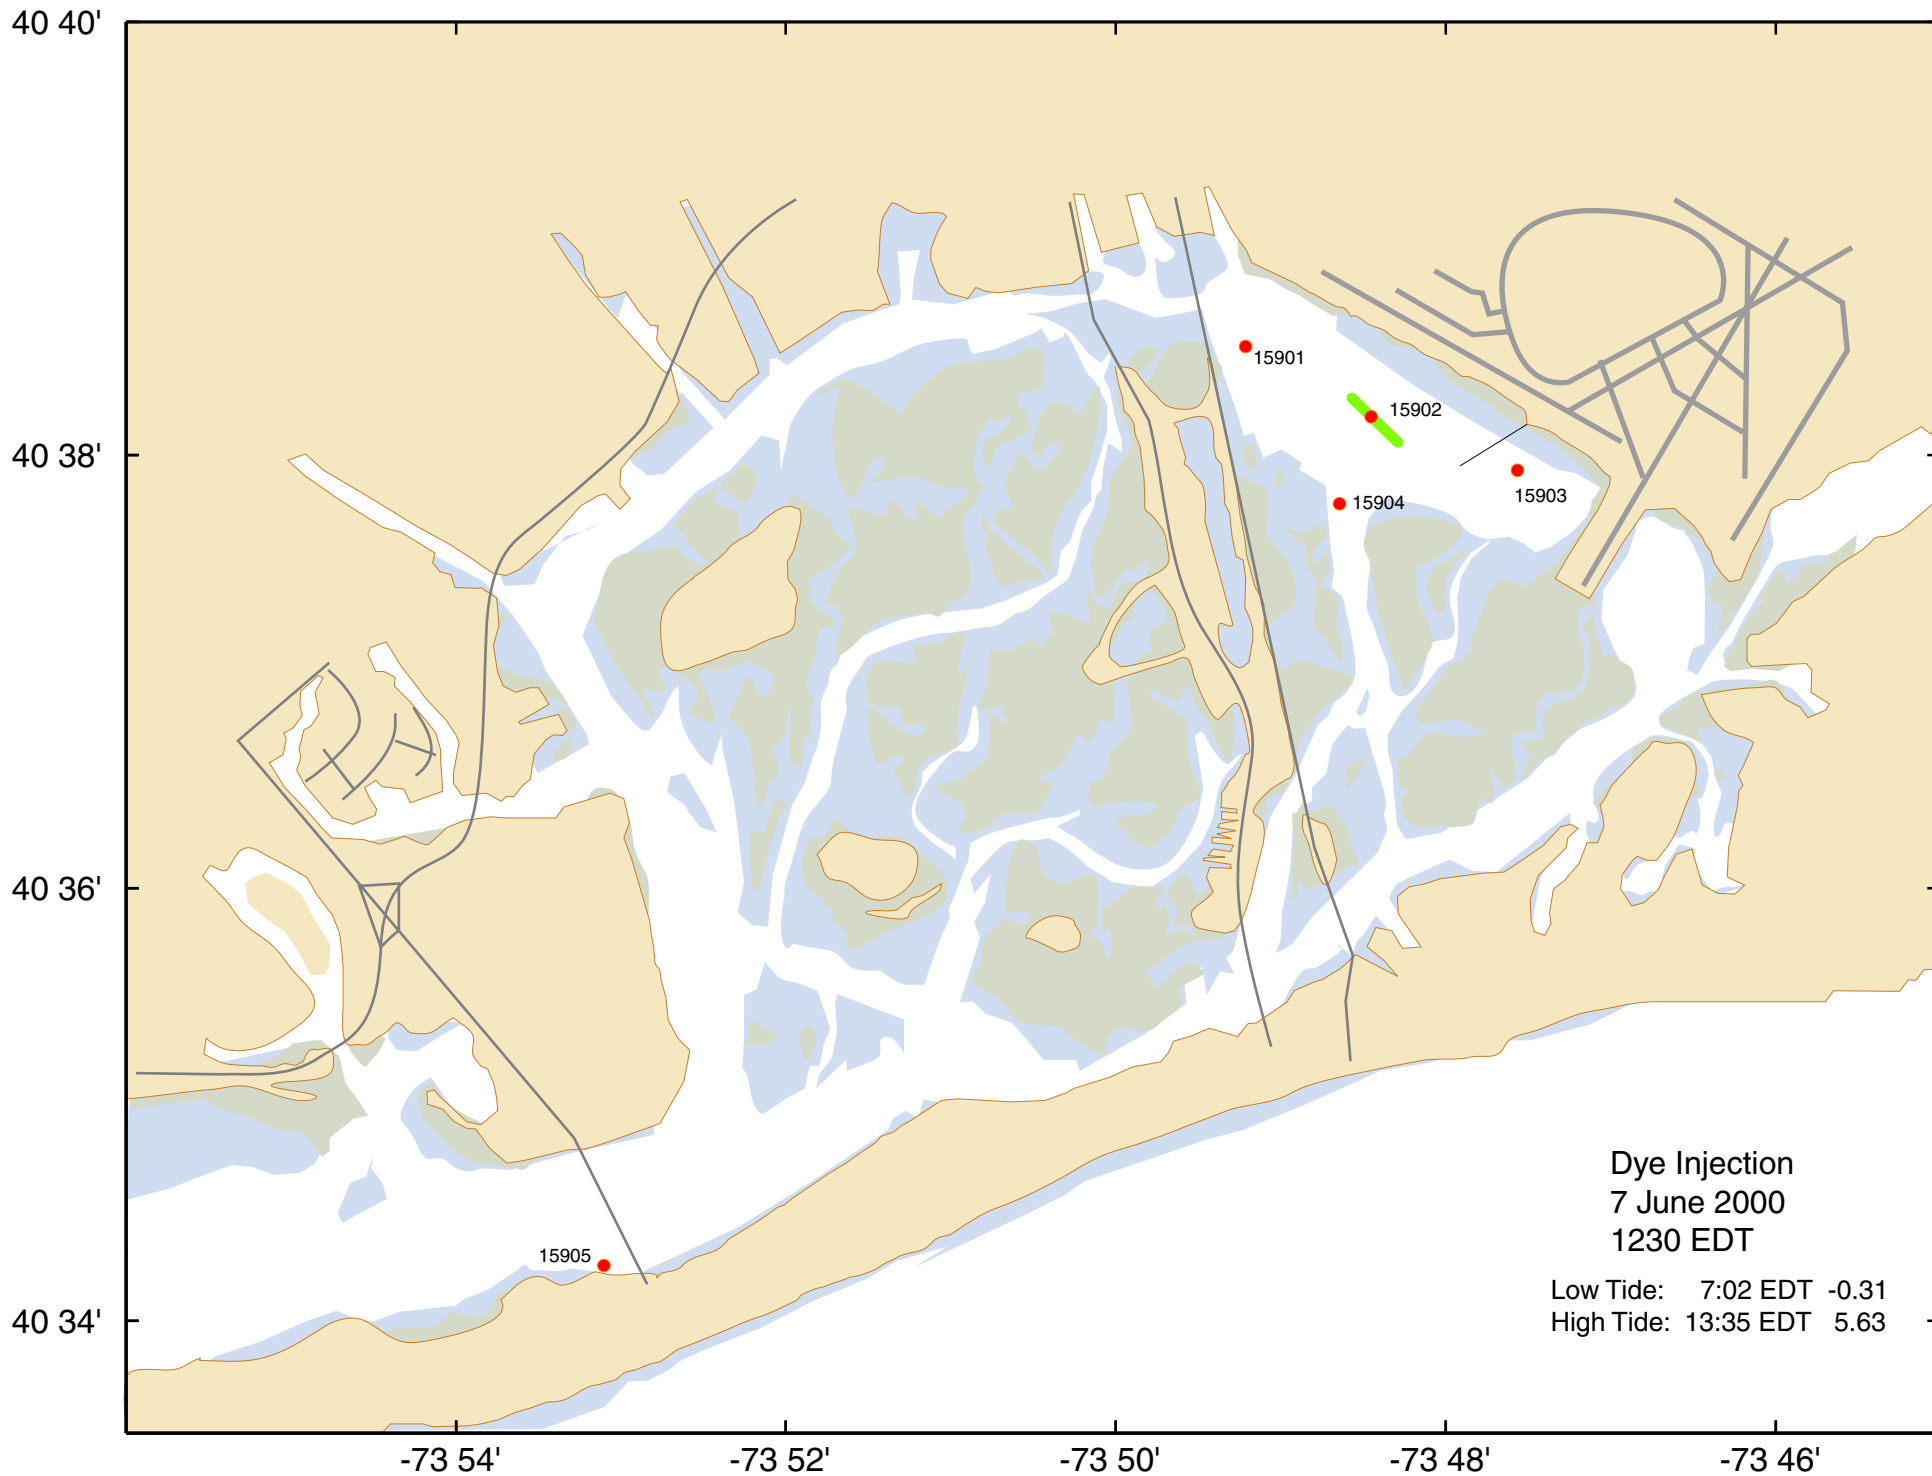 40 40'
15901
15902
40 38'
15903
15904
40 36'
Dye Injection
7 June 2000
1230 EDT
15905
Low Tide: 7:02 EDT -0.31
High Tide: 13:35 EDT 5.63
40 34'
-73 54' -73 52' -73 50' -73 48' -73 46'